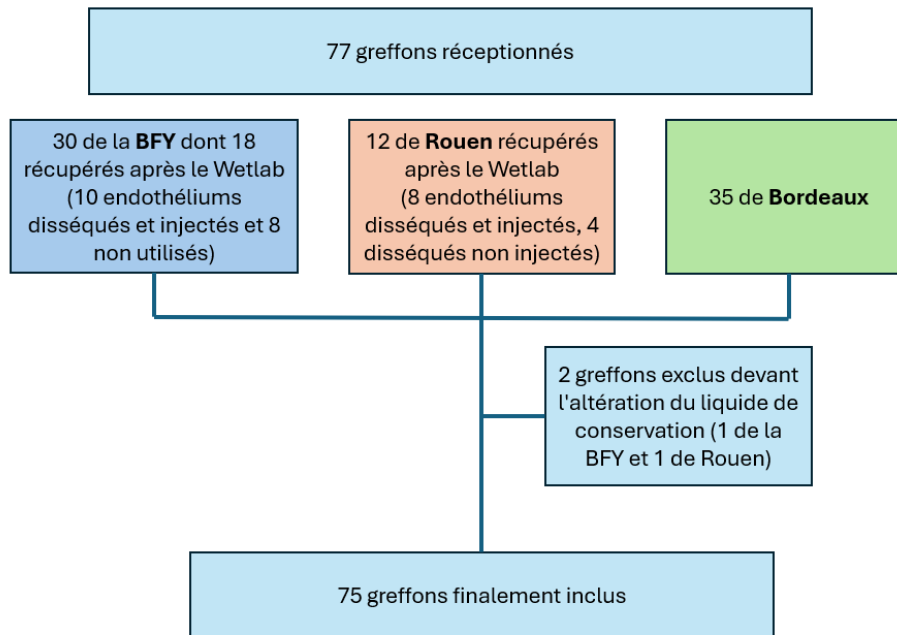 77 greffons réceptionnés
30 de la BFY dont 18
récupérés après le Wetlab
(10 endothéliums
disséqués et injectés et 8
non utilisés)
12 de Rouen récupérés
après le Wetlab
(8 endothéliums
disséqués et injectés, 4
disséqués non injectés)
35 de Bordeaux
2 greffons exclus devant
l'altération du liquide de
conservation (1 de la
BFY et 1 de Rouen)
75 greffons finalement inclus